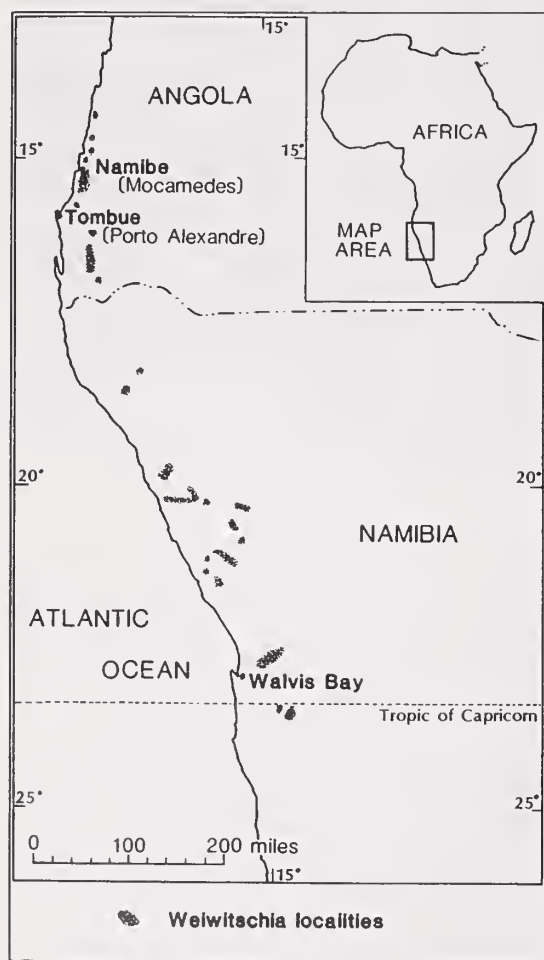 15°
ANGOLA
AFRICA
15°
15°
Namibe
(Mocamedes)
Tombue
(Porto Alexandre)
MAP
AREA
20°
20°
NAMIBIA
ATLANTIC
OCEAN
Walvis Bay
Tropic of Capricorn
25°
25°
0 100 200 miles
15°
Welwitschia localities